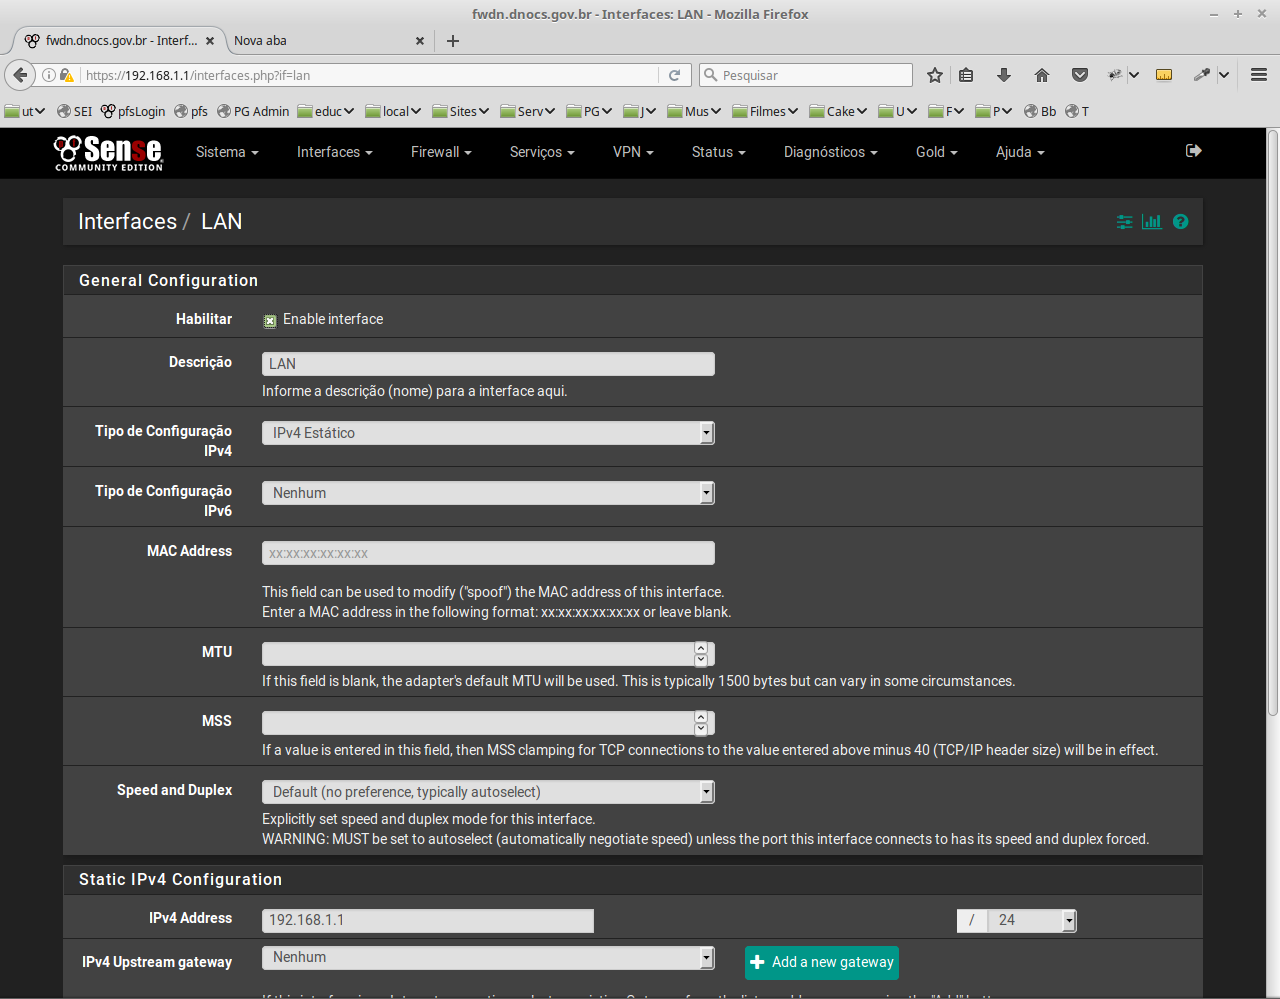 fwdn.dnocs.gov.br - Interfaces: LAN - Mozilla Firefox
fwdn.dnocs.gov.br - Interf... Nova aba
https://192.168.1.1/interfaces.php?if=lan Pesquisar
ut SEI pfsLogin pfs PG Admin educ local Sites Serv PG J Mus Filmes Cake U F P Bb T
Sense Sistema Interfaces Firewall Serviços VPN Status Diagnósticos Gold Ajuda
COMMUNITY EDITION
Interfaces / LAN
General Configuration
Habilitar Enable interface
Descrição LAN
Informe a descrição (nome) para a interface aqui.
Tipo de Configuração IPv4 Estático
IPv4
Tipo de Configuração Nenhum
IPv6
MAC Address xx:xx:xx:xx:xx:xx
This field can be used to modify ("spoof") the MAC address of this interface.
Enter a MAC address in the following format: xx:xx:xx:xx:xx:xx or leave blank.
MTU
If this field is blank, the adapter's default MTU will be used. This is typically 1500 bytes but can vary in some circumstances.
MSS
If a value is entered in this field, then MSS clamping for TCP connections to the value entered above minus 40 (TCP/IP header size) will be in effect.
Speed and Duplex Default (no preference, typically autoselect)
Explicitly set speed and duplex mode for this interface.
WARNING: MUST be set to autoselect (automatically negotiate speed) unless the port this interface connects to has its speed and duplex forced.
Static IPv4 Configuration
IPv4 Address 192.168.1.1 / 24
IPv4 Upstream gateway Nenhum Add a new gateway